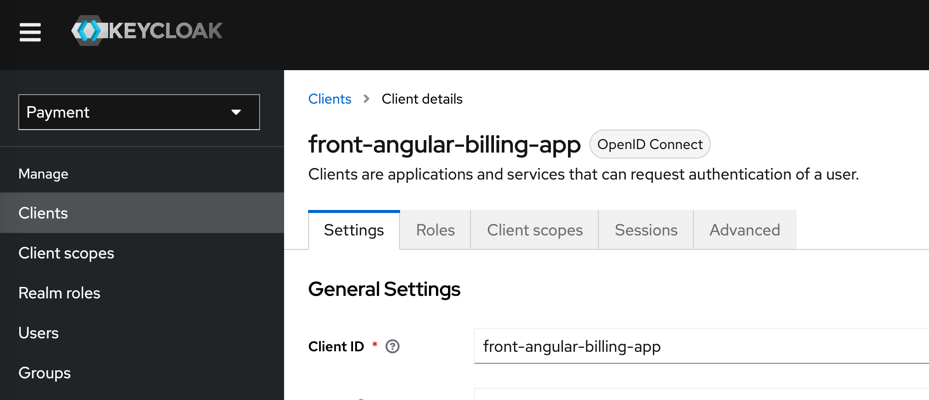 KEYCLOAK
Payment
Manage
Clients
Client scopes
Realm roles
Users
Groups
Clients > Client details
front-angular-billing-app OpenID Connect
Clients are applications and services that can request authentication of a user.
Settings Roles Client scopes Sessions Advanced
General Settings
Client ID * ? front-angular-billing-app